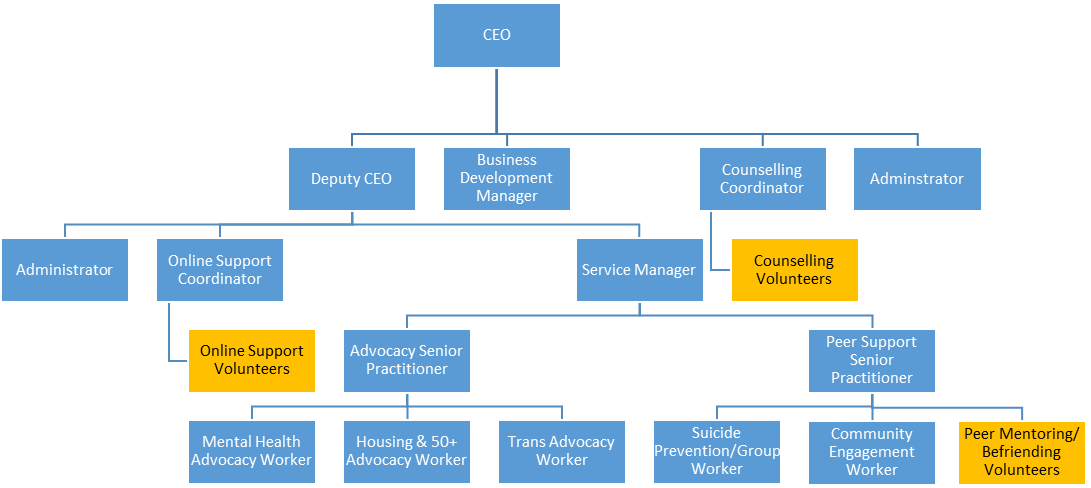 CEO
Deputy CEO
Business
Development
Manager
Counselling
Coordinator
Adminstrator
Administrator
Online Support
Coordinator
Service Manager
Counselling
Volunteers
Online Support
Volunteers
Advocacy Senior
Practitioner
Peer Support
Senior
Practitioner
Mental Health
Advocacy Worker
Housing & 50+
Advocacy Worker
Trans Advocacy
Worker
Suicide
Prevention/Group
Worker
Community
Engagement
Worker
Peer Mentoring/
Befriending
Volunteers